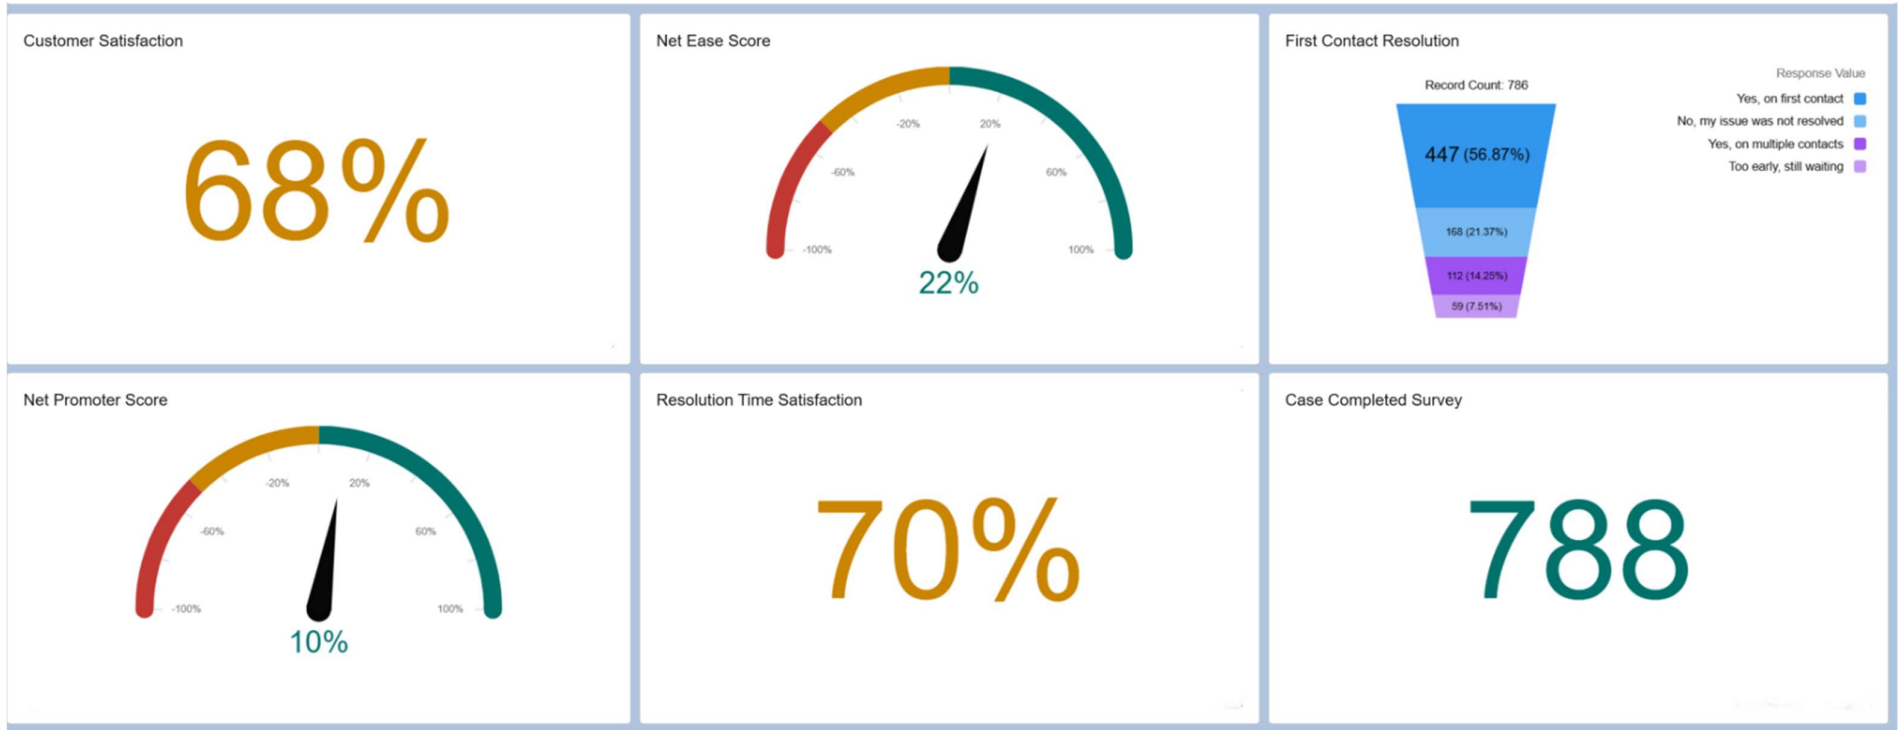 Customer Satisfaction
68%
Net Ease Score
-20%
20%
-60%
60%
-100%
100%
22%
First Contact Resolution
Record Count: 786
Response Value
Yes, on first contact
No, my issue was not resolved
Yes, on multiple contacts
Too early, still waiting
447 (56.87%)
168 (21.37%)
112 (14.25%)
59 (7.51%)
Net Promoter Score
-20%
20%
-60%
60%
-100%
100%
10%
Resolution Time Satisfaction
70%
Case Completed Survey
788